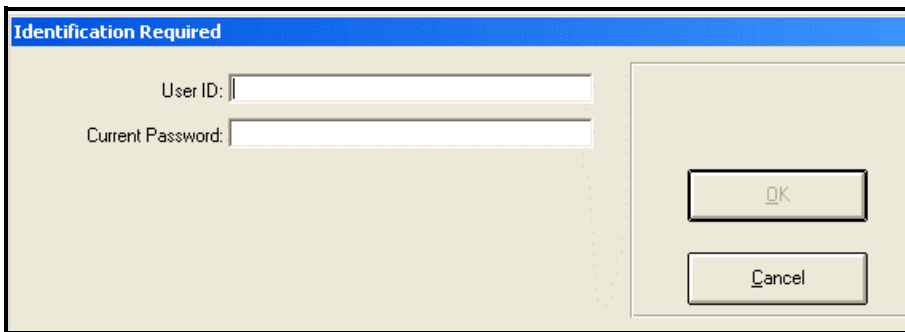 Identification Required
User ID:
Current Password:
OK
Cancel